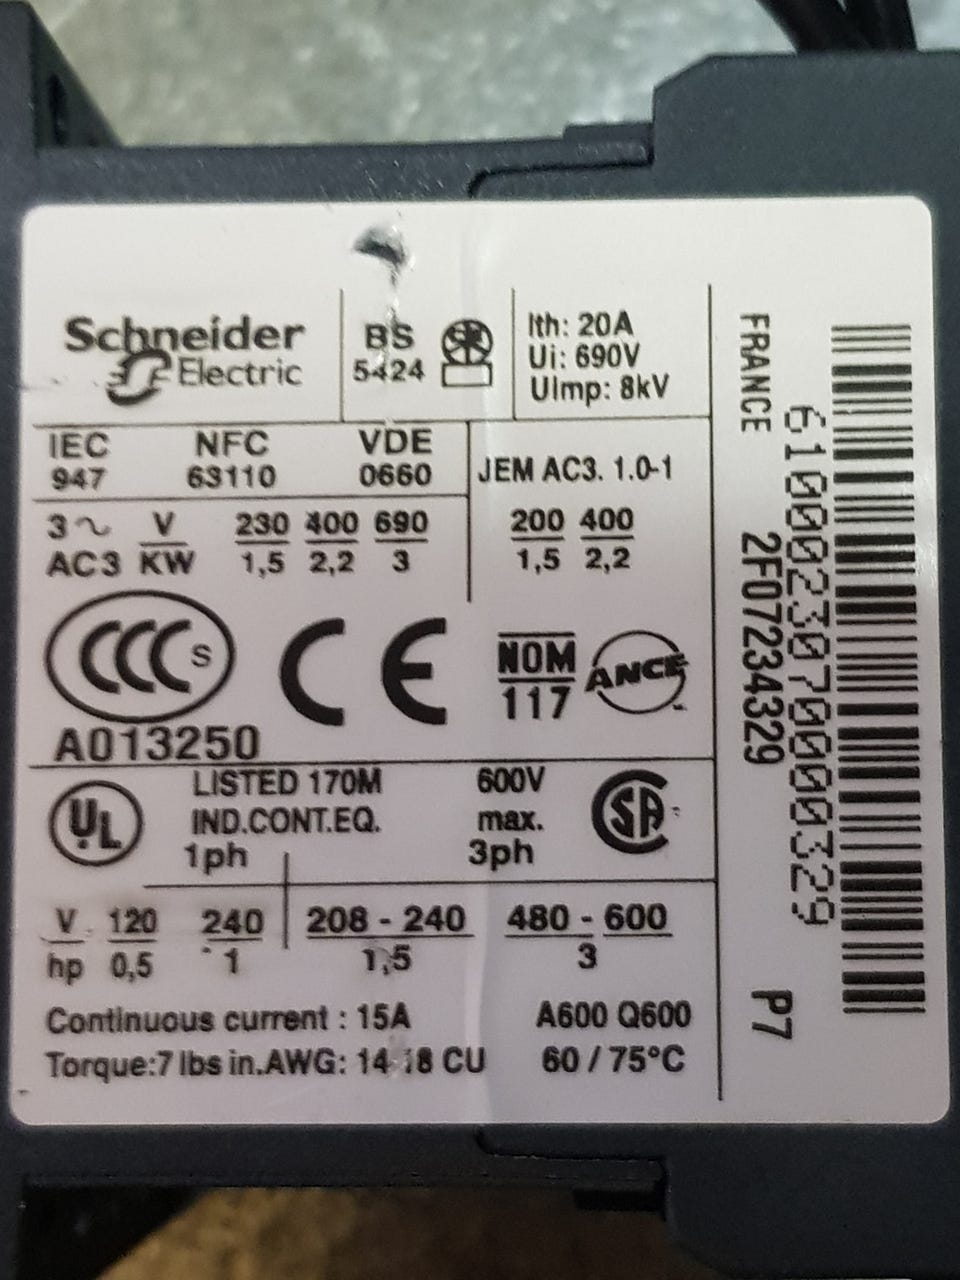 Schneider
Electric
BS
5424
Ith: 20A
Ui: 690V
UImp: 8kV
IEC NFC VDE
947 63110 0660
JEM AC3. 1.0-1
3~ V 230 400 690
AC3 KW 1,5 2,2 3
200 400
1,5 2,2
CCC S
A013250
CE
NOM
117
ANCE
UL
LISTED 170M 600V
IND.CONT.EQ. max.
1ph 3ph
SA
V 120 240 208 - 240 480 - 600
hp 0,5 1 1,5 3
Continuous current : 15A A600 Q600
Torque:7 lbs in.AWG: 14-18 CU 60 / 75°C
FRANCE 2F07234329 P7
6100023070000329